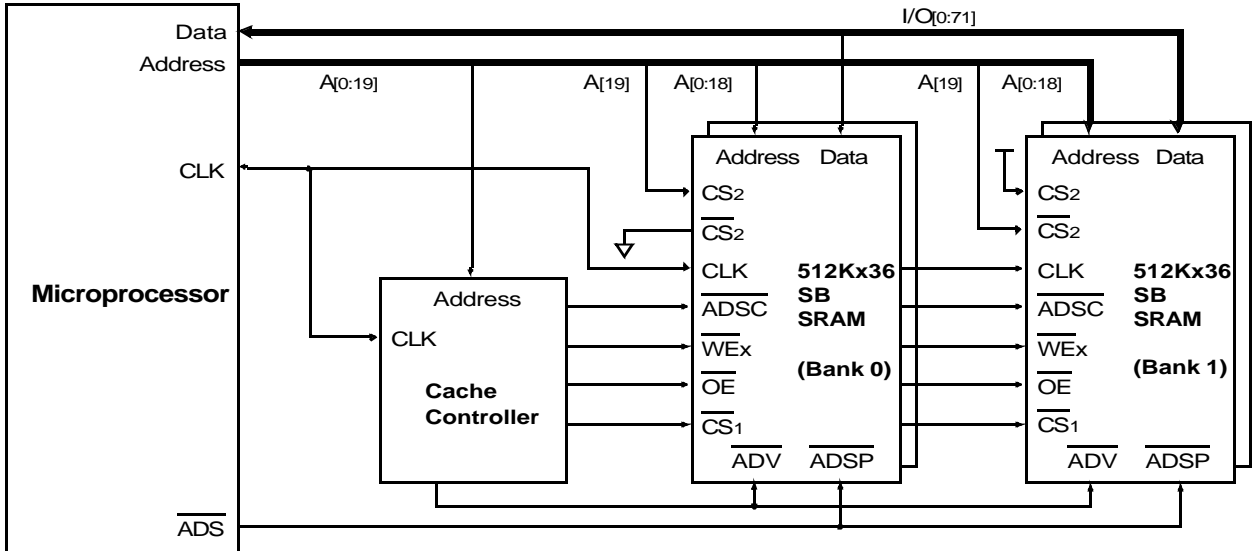 I/O[0:71]
Data
Address
A[0:19]
A[19]
A[0:18]
A[19]
A[0:18]
CLK
Microprocessor
ADS
Address
CLK
Cache
Controller
Address Data
CS2
CS2
CLK
ADSC
WEx
OE
CS1
ADV ADSP
512Kx36
SB
SRAM
(Bank 0)
Address Data
CS2
CS2
CLK
ADSC
WEx
OE
CS1
ADV ADSP
512Kx36
SB
SRAM
(Bank 1)